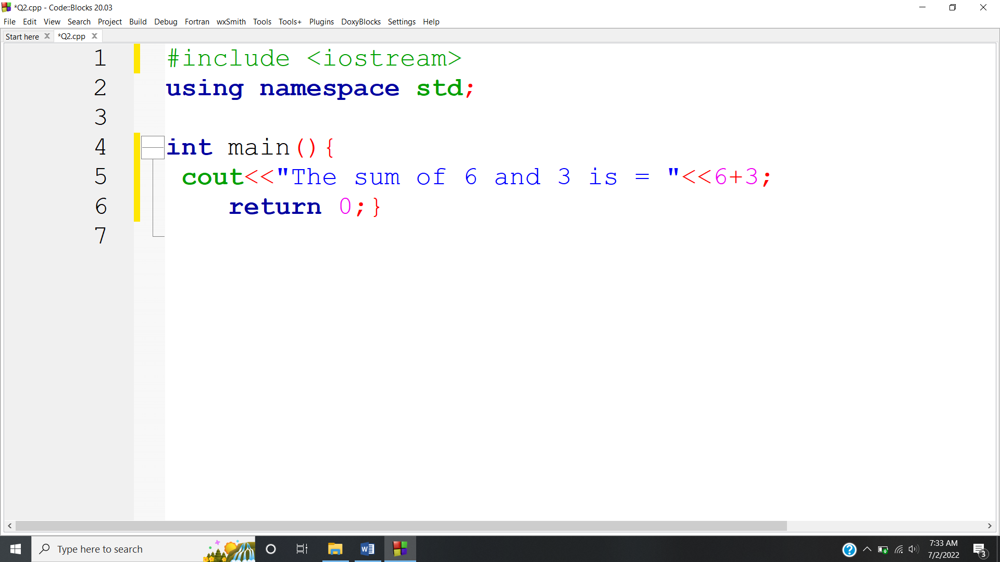 *Q2.cpp - Code::Blocks 20.03
File Edit View Search Project Build Debug Fortran wxSmith Tools Tools+ Plugins DoxyBlocks Settings Help
Start here X *Q2.cpp X
1 #include <iostream>
2 using namespace std;
3
4 int main(){
5  cout<<"The sum of 6 and 3 is = "<<6+3;
6     return 0;}
7
Type here to search
7:33 AM
7/2/2022
3